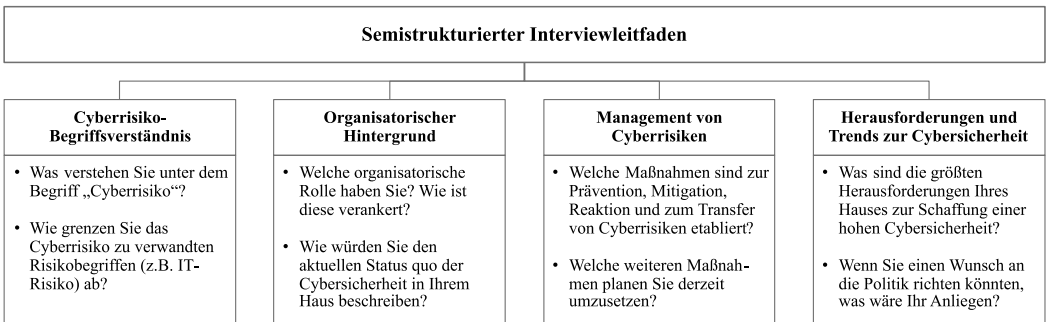 Semistrukturierter Interviewleitfaden
Cyberrisiko-
Begriffsverständnis
• Was verstehen Sie unter dem
Begriff „Cyberrisiko“?
• Wie grenzen Sie das
Cyberrisiko zu verwandten
Risikobegriffen (z.B. IT-
Risiko) ab?
Organisatorischer
Hintergrund
• Welche organisatorische
Rolle haben Sie? Wie ist
diese verankert?
• Wie würden Sie den
aktuellen Status quo der
Cybersicherheit in Ihrem
Haus beschreiben?
Management von
Cyberrisiken
• Welche Maßnahmen sind zur
Prävention, Mitigation,
Reaktion und zum Transfer
von Cyberrisiken etabliert?
• Welche weiteren Maßnah-
men planen Sie derzeit
umzusetzen?
Herausforderungen und
Trends zur Cybersicherheit
• Was sind die größten
Herausforderungen Ihres
Hauses zur Schaffung einer
hohen Cybersicherheit?
• Wenn Sie einen Wunsch an
die Politik richten könnten,
was wäre Ihr Anliegen?